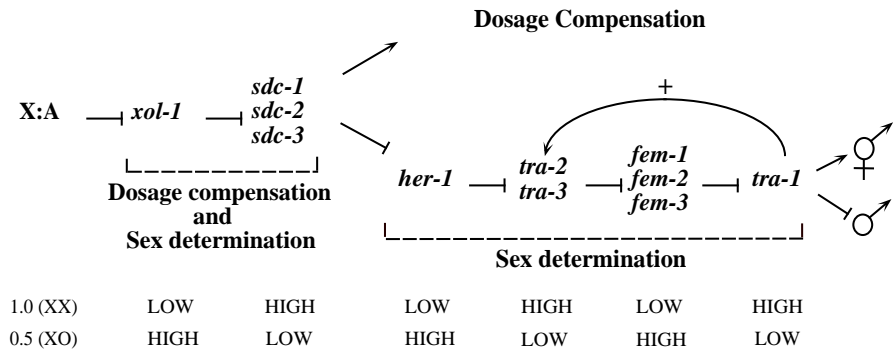 Dosage Compensation
X:A
xol-1
sdc-1
sdc-2
sdc-3
+
her-1
tra-2
tra-3
fem-1
fem-2
fem-3
tra-1
Dosage compensation
and
Sex determination
Sex determination
1.0 (XX) LOW HIGH LOW HIGH LOW HIGH
0.5 (XO) HIGH LOW HIGH LOW HIGH LOW